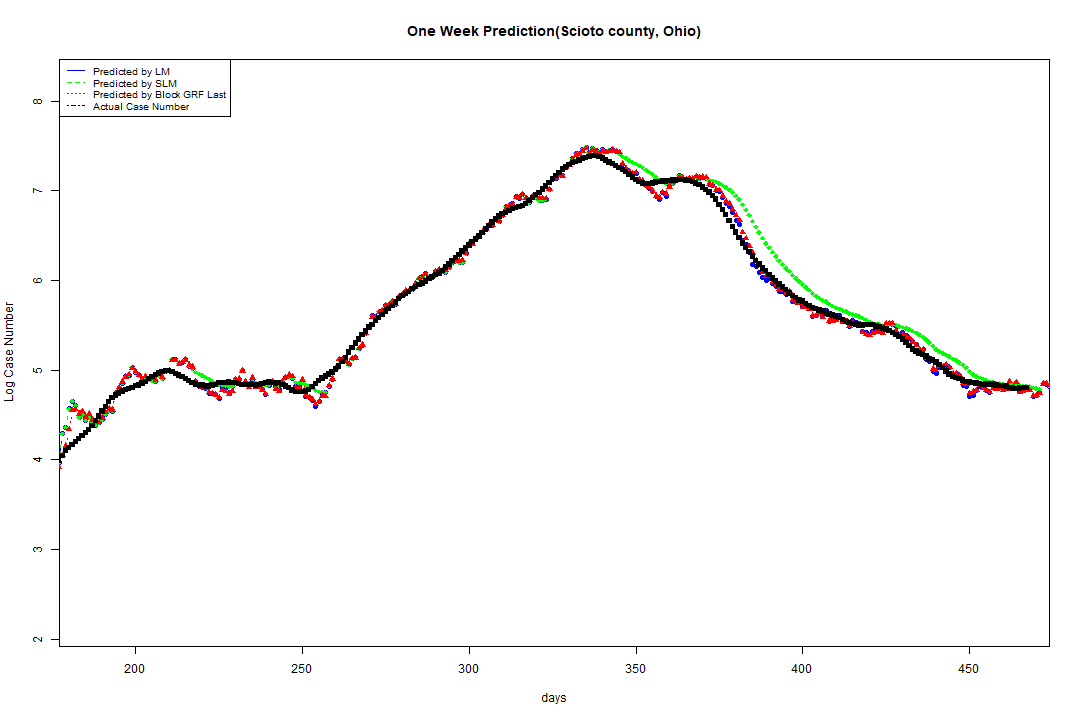 One Week Prediction(Scioto county, Ohio)
Predicted by LM
Predicted by SLM
Predicted by Block GRF Last
Actual Case Number
8
7
6
5
4
3
2
Log Case Number
200 250 300 350 400 450
days